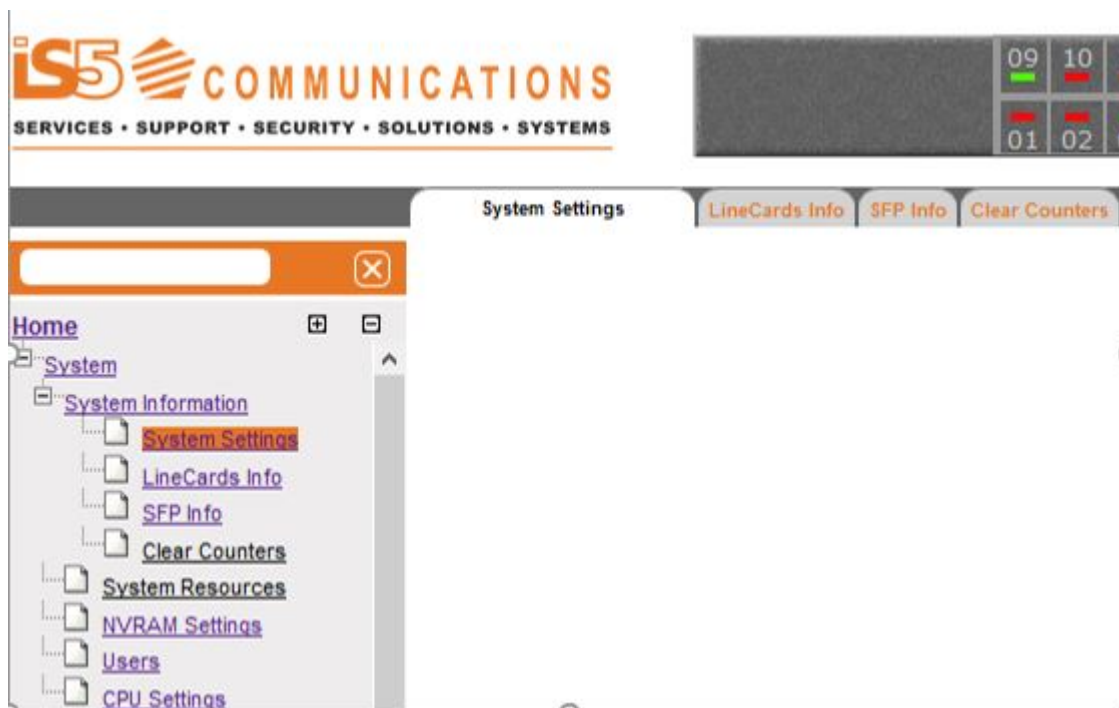 iS5 COMMUNICATIONS
SERVICES • SUPPORT • SECURITY • SOLUTIONS • SYSTEMS
09 10
01 02
System Settings LineCards Info SFP Info Clear Counters
Home
System
System Information
System Settings
LineCards Info
SFP Info
Clear Counters
System Resources
NVRAM Settings
Users
CPU Settings